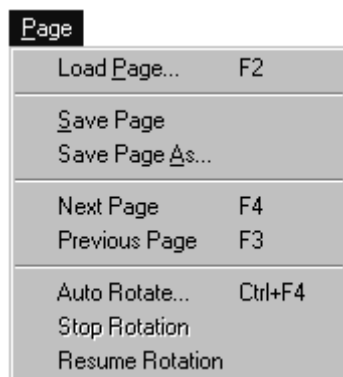 Page
Load Page... F2
Save Page
Save Page As...
Next Page F4
Previous Page F3
Auto Rotate... Ctrl+F4
Stop Rotation
Resume Rotation